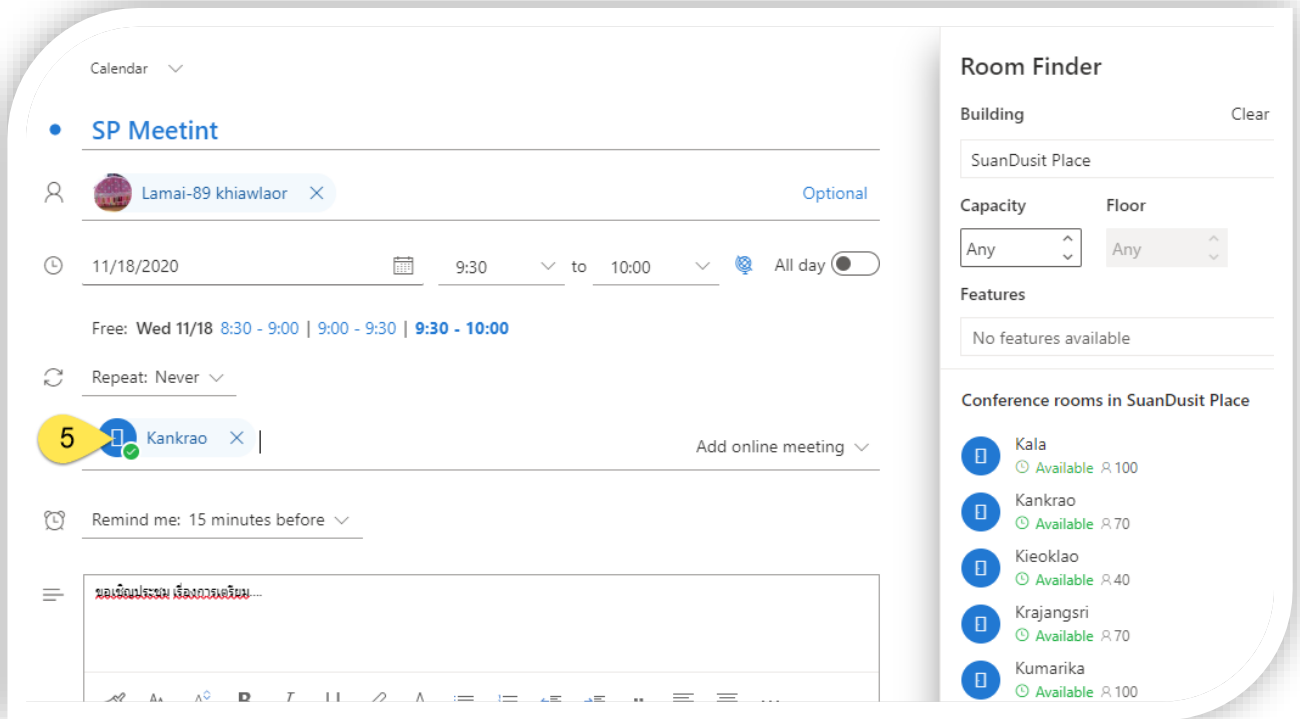 Calendar
SP Meetint
Lamai-89 khiawlaor
Optional
11/18/2020
9:30
to
10:00
All day
Free: Wed 11/18 8:30 - 9:00 | 9:00 - 9:30 | 9:30 - 10:00
Repeat: Never
5
Kankrao
Add online meeting
Remind me: 15 minutes before
ขอเชิญประชุม เรื่องการเตรียม....
Room Finder
Building
Clear
SuanDusit Place
Capacity
Floor
Any
Any
Features
No features available
Conference rooms in SuanDusit Place
Kala
Available 100
Kankrao
Available 70
Kieoklao
Available 40
Krajangsri
Available 70
Kumarika
Available 100